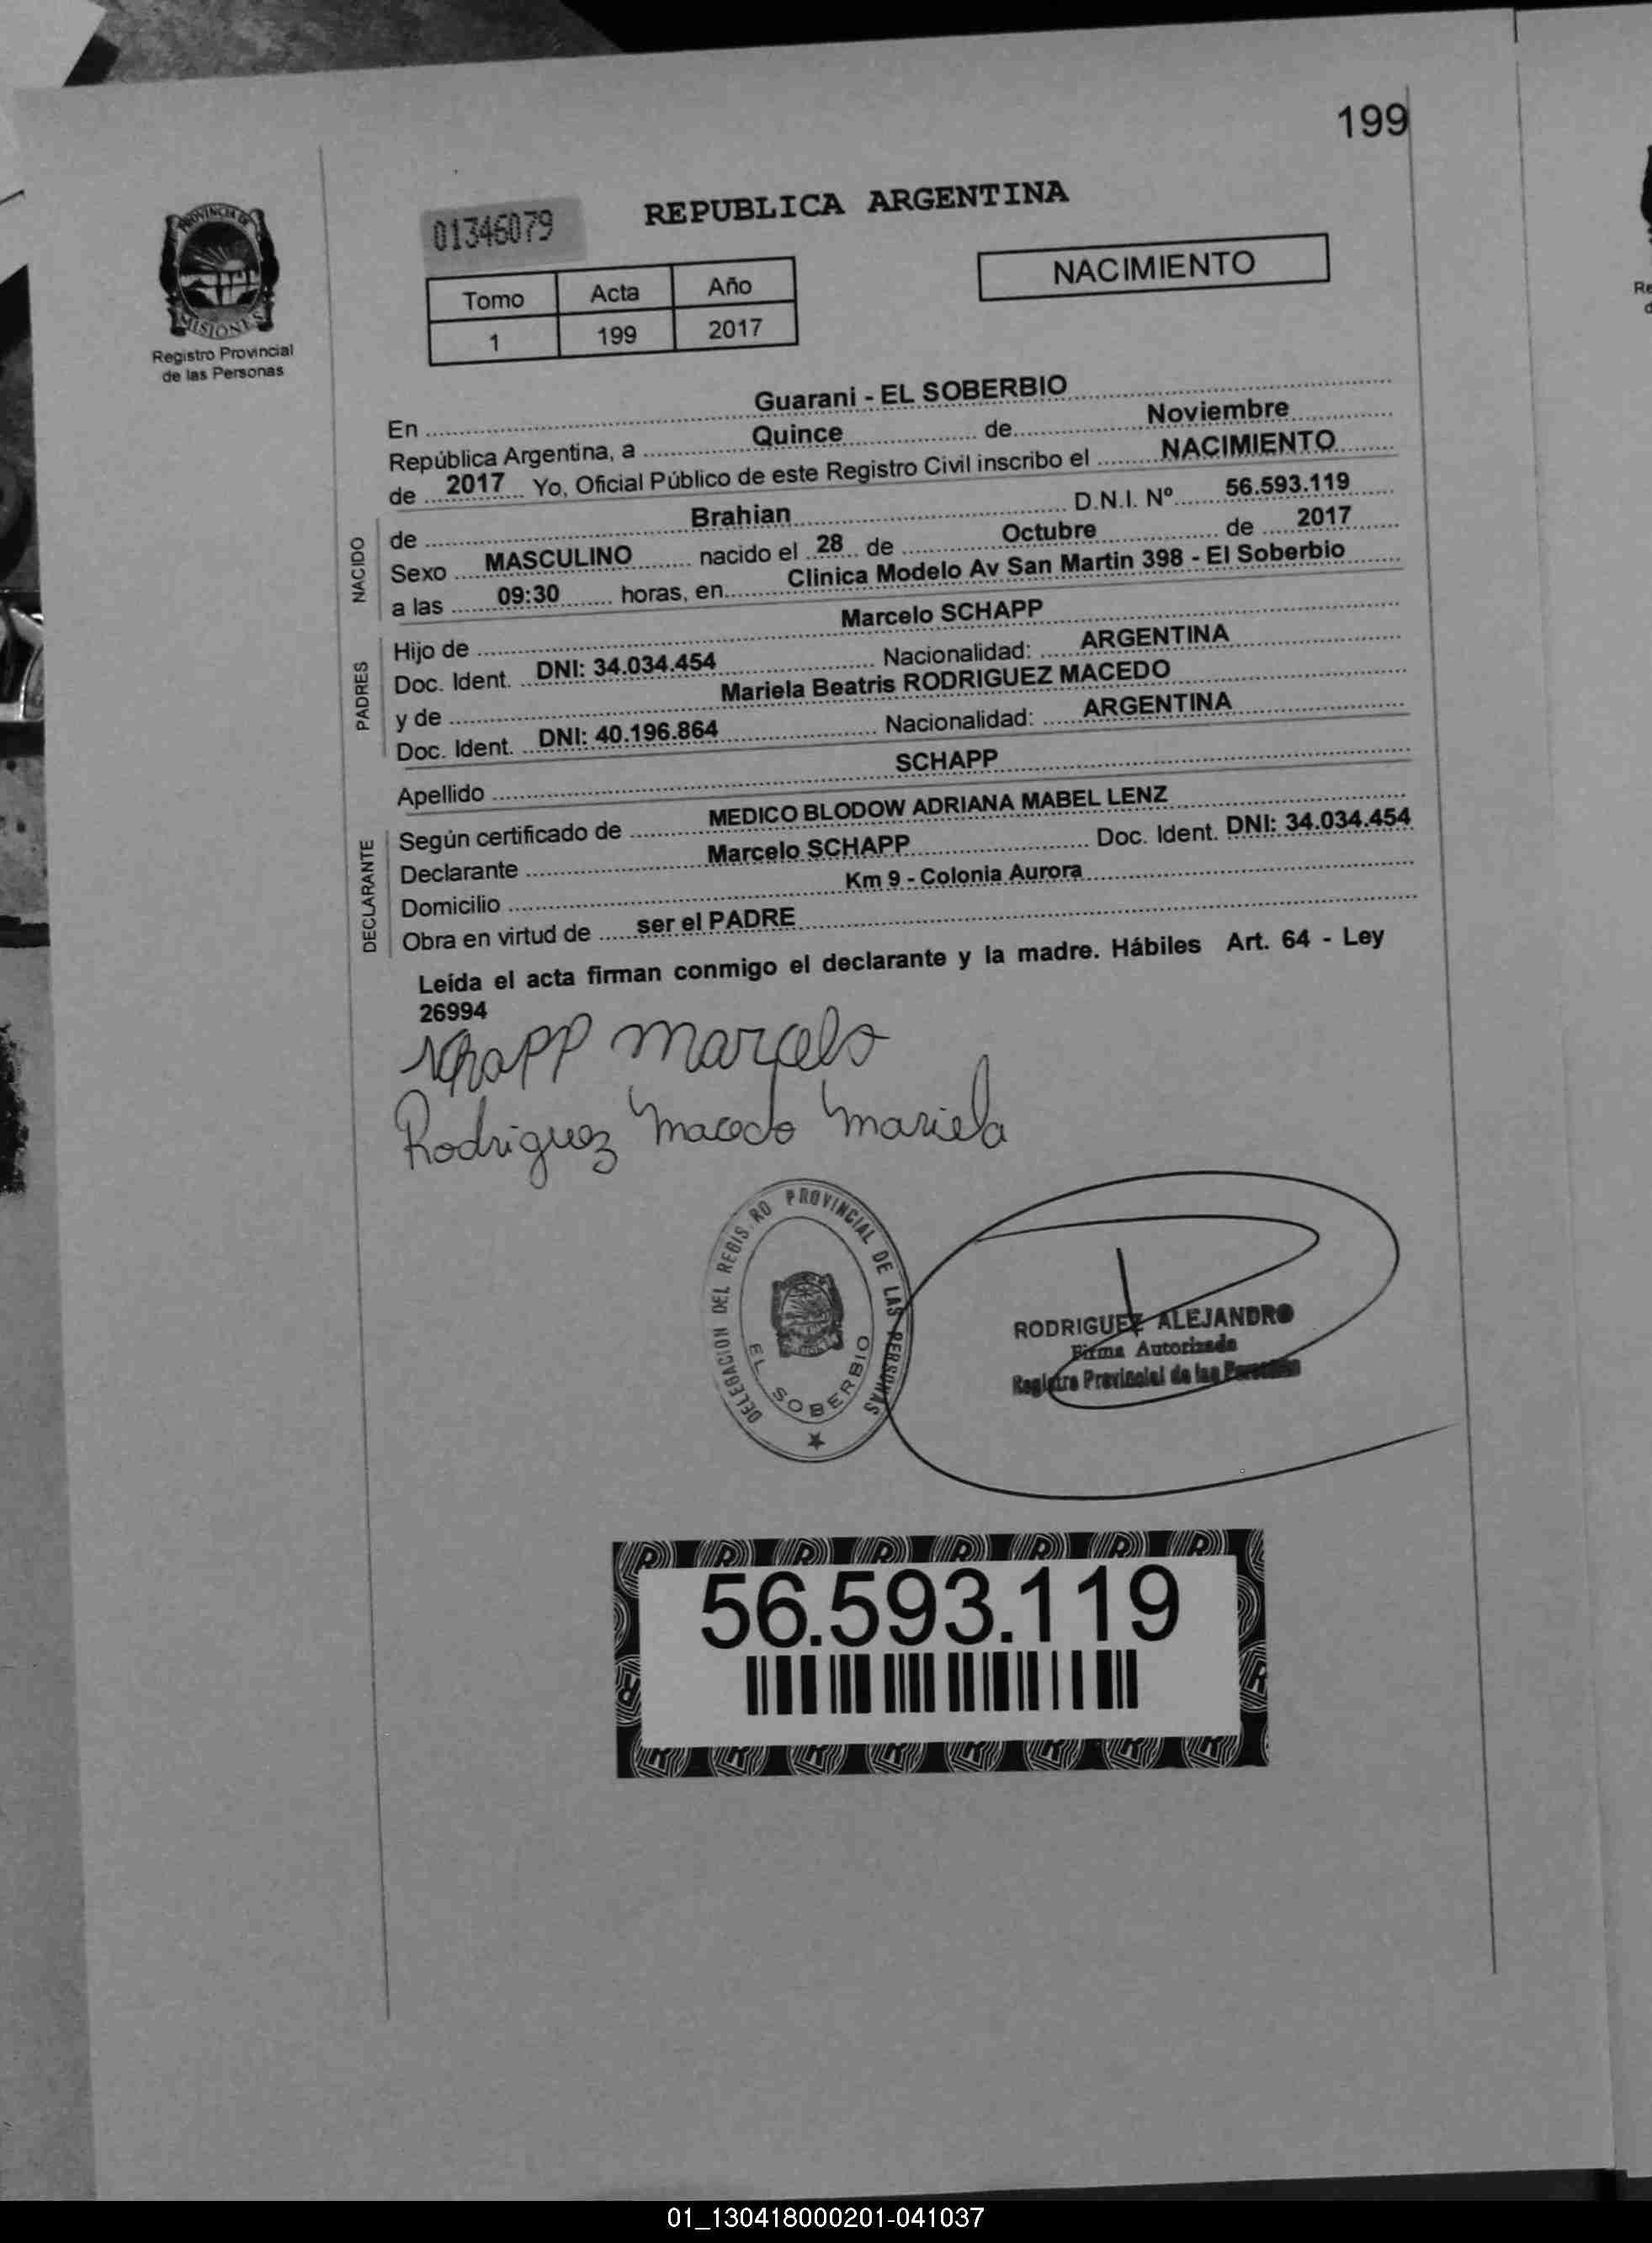 199
PROVINCIA DE
MISIONES
Registro Provincial
de las Personas
01346079
REPUBLICA ARGENTINA
NACIMIENTO
Tomo Acta Año
1 199 2017
En Guarani - EL SOBERBIO
República Argentina, a Quince de Noviembre
de 2017 Yo, Oficial Público de este Registro Civil inscribo el NACIMIENTO
NACIDO
de Brahian D.N.I. Nº 56.593.119
Sexo MASCULINO nacido el 28 de Octubre de 2017
a las 09:30 horas, en Clinica Modelo Av San Martin 398 - El Soberbio
PADRES
Hijo de Marcelo SCHAPP
Doc. Ident. DNI: 34.034.454 Nacionalidad: ARGENTINA
y de Mariela Beatris RODRIGUEZ MACEDO
Doc. Ident. DNI: 40.196.864 Nacionalidad: ARGENTINA
Apellido SCHAPP
DECLARANTE
Según certificado de MEDICO BLODOW ADRIANA MABEL LENZ
Declarante Marcelo SCHAPP Doc. Ident. DNI: 34.034.454
Domicilio Km 9 - Colonia Aurora
Obra en virtud de ser el PADRE
Leída el acta firman conmigo el declarante y la madre. Hábiles Art. 64 - Ley
26994
Schapp Marcelo
Rodriguez Macedo Mariela
DELEGACION DEL REGISTRO PROVINCIAL DE LAS PERSONAS
EL SOBERBIO
RODRIGUEZ ALEJANDRO
Firma Autorizada
Registro Provincial de las Personas
56.593.119
01_130418000201-041037